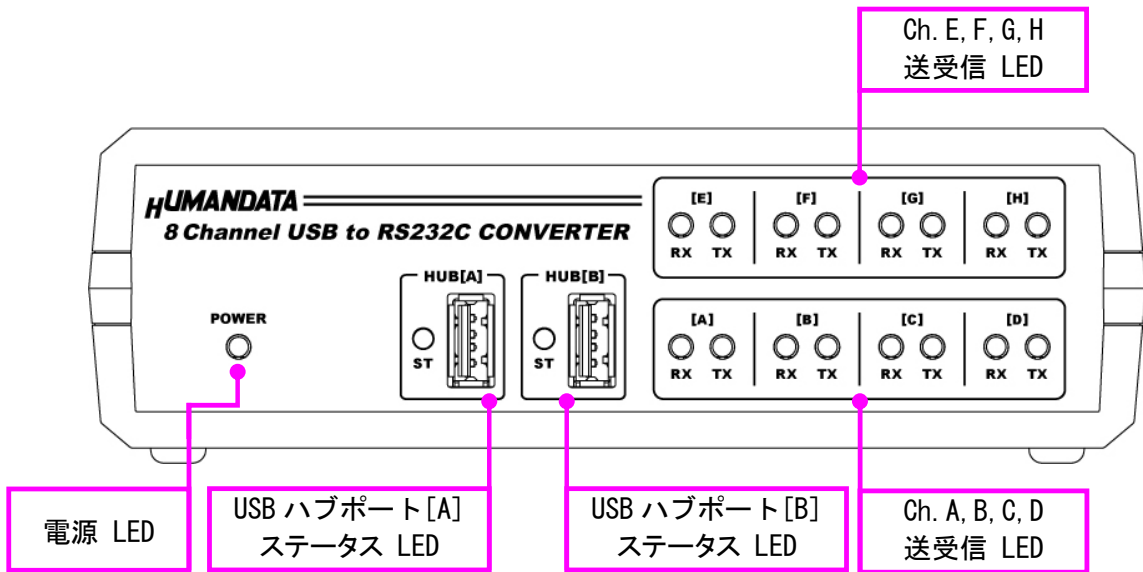 Ch. E, F, G, H
送受信 LED
HUMANDATA
8 Channel USB to RS232C CONVERTER
[E] [F] [G] [H]
RX TX RX TX RX TX RX TX
HUB[A] HUB[B]
POWER
ST ST
[A] [B] [C] [D]
RX TX RX TX RX TX RX TX
電源 LED
USB ハブポート[A]
ステータス LED
USB ハブポート[B]
ステータス LED
Ch. A, B, C, D
送受信 LED